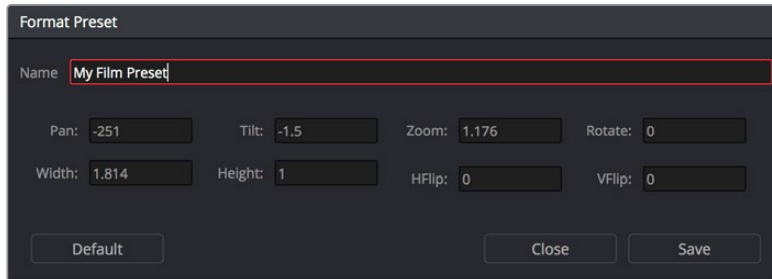 Format Preset
Name My Film Preset
Pan: -251 Tilt: -1.5 Zoom: 1.176 Rotate: 0
Width: 1.814 Height: 1 HFlip: 0 VFlip: 0
Default Close Save